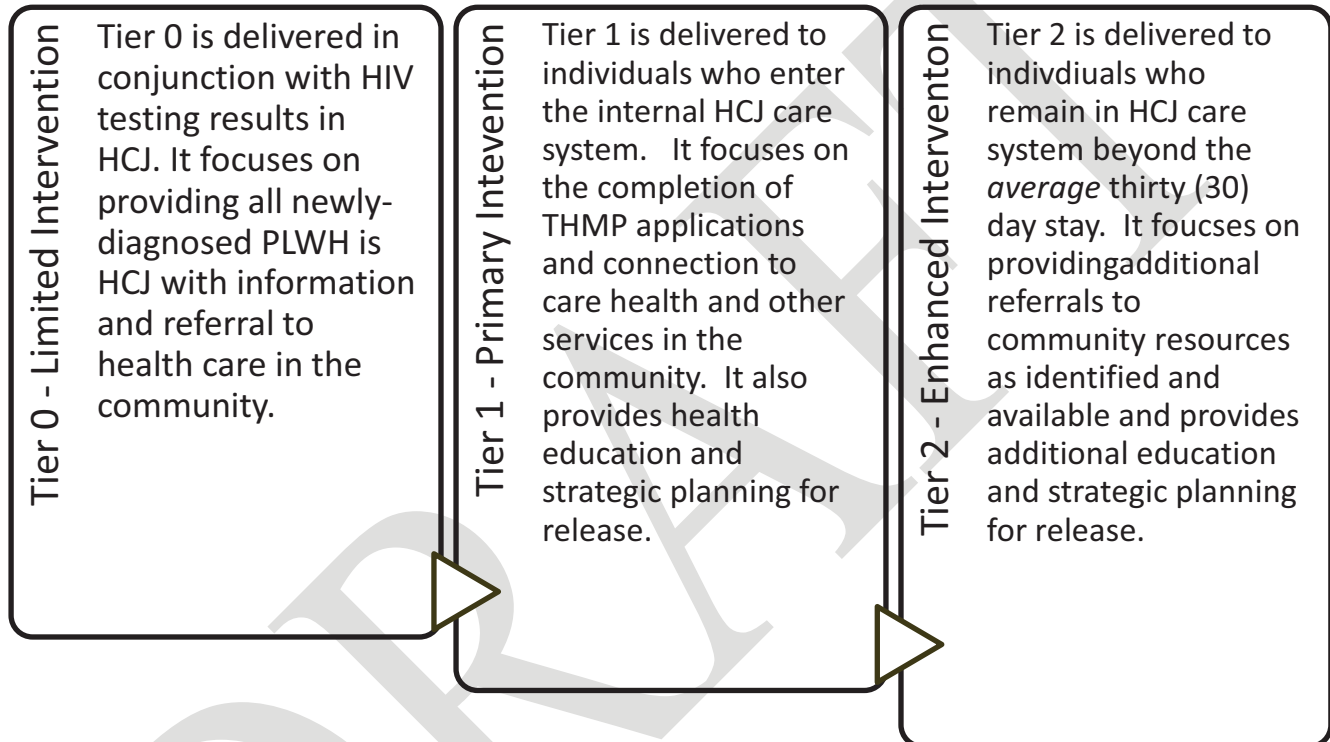 Tier 0 - Limited Intervention
Tier 0 is delivered in
conjunction with HIV
testing results in
HCJ. It focuses on
providing all newly-
diagnosed PLWH is
HCJ with information
and referral to
health care in the
community.
Tier 1 - Primary Intevention
Tier 1 is delivered to
individuals who enter
the internal HCJ care
system.   It focuses on
the completion of
THMP applications
and connection to
care health and other
services in the
community.  It also
provides health
education and
strategic planning for
release.
Tier 2 - Enhanced Interventon
Tier 2 is delivered to
indivdiuals who
remain in HCJ care
system beyond the
average thirty (30)
day stay.  It foucses on
providingadditional
referrals to
community resources
as identified and
available and provides
additional education
and strategic planning
for release.
DRAFT